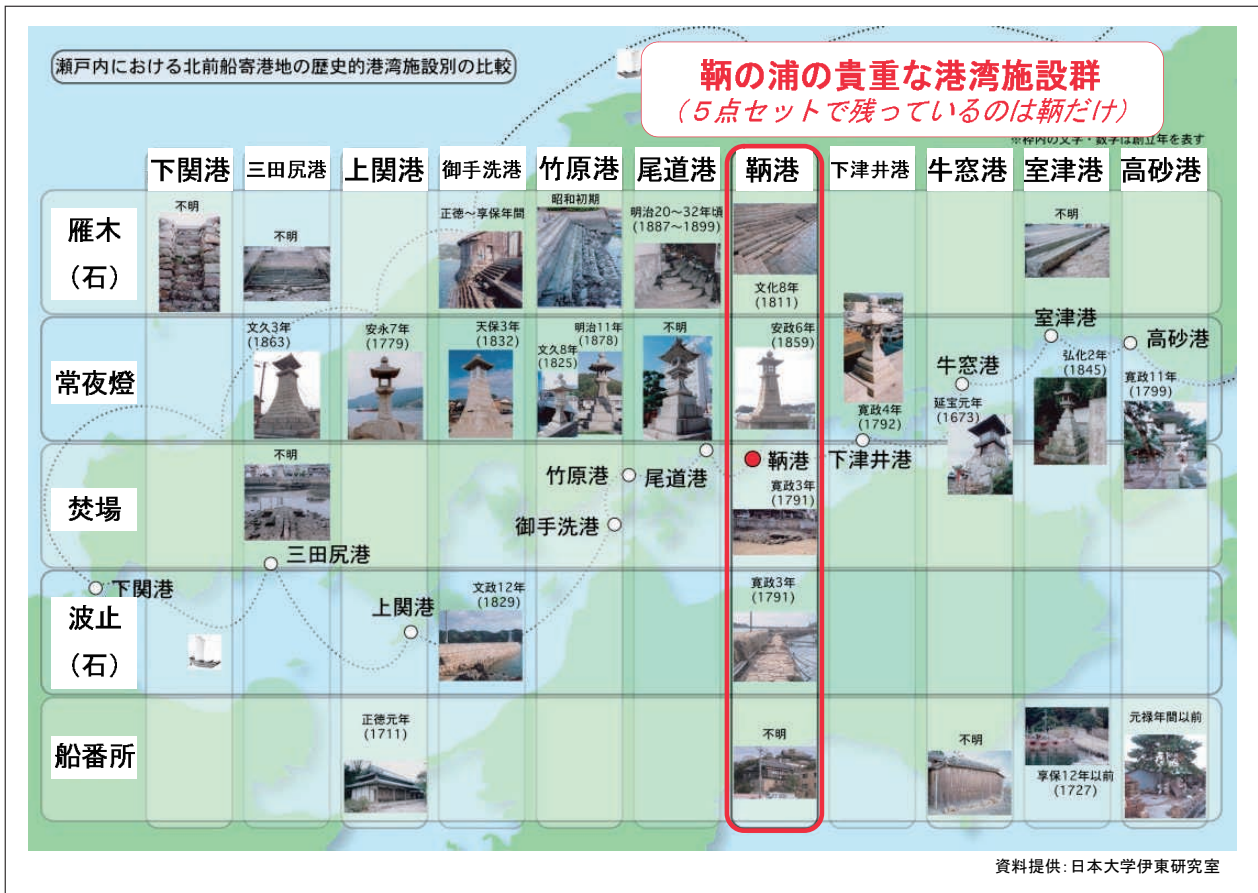 瀬戸内における北前船寄港地の歴史的港湾施設別の比較
鞆の浦の貴重な港湾施設群
（５点セットで残っているのは鞆だけ）
※枠内の文字・数字は創立年を表す
下関港
三田尻港
上関港
御手洗港
竹原港
尾道港
鞆港
下津井港
牛窓港
室津港
高砂港
雁木
（石）
不明
不明
正徳～享保年間
昭和初期
明治20～32年頃
(1887～1899)
文化8年
(1811)
不明
常夜燈
文久3年
(1863)
安永7年
(1779)
天保3年
(1832)
文久8年
(1825)
明治11年
(1878)
不明
安政6年
(1859)
寛政4年
(1792)
延宝元年
(1673)
弘化2年
(1845)
寛政11年
(1799)
室津港
高砂港
牛窓港
下津井港
鞆港
尾道港
竹原港
御手洗港
三田尻港
下関港
上関港
焚場
不明
寛政3年
(1791)
波止
（石）
文政12年
(1829)
寛政3年
(1791)
船番所
正徳元年
(1711)
不明
不明
享保12年以前
(1727)
元禄年間以前
資料提供：日本大学伊東研究室